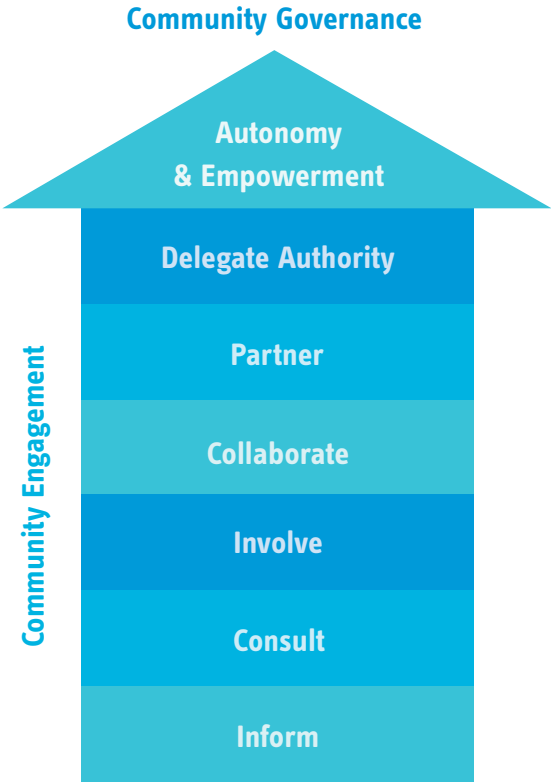 Community Governance
Autonomy
& Empowerment
Delegate Authority
Partner
Collaborate
Involve
Consult
Inform
Community Engagement